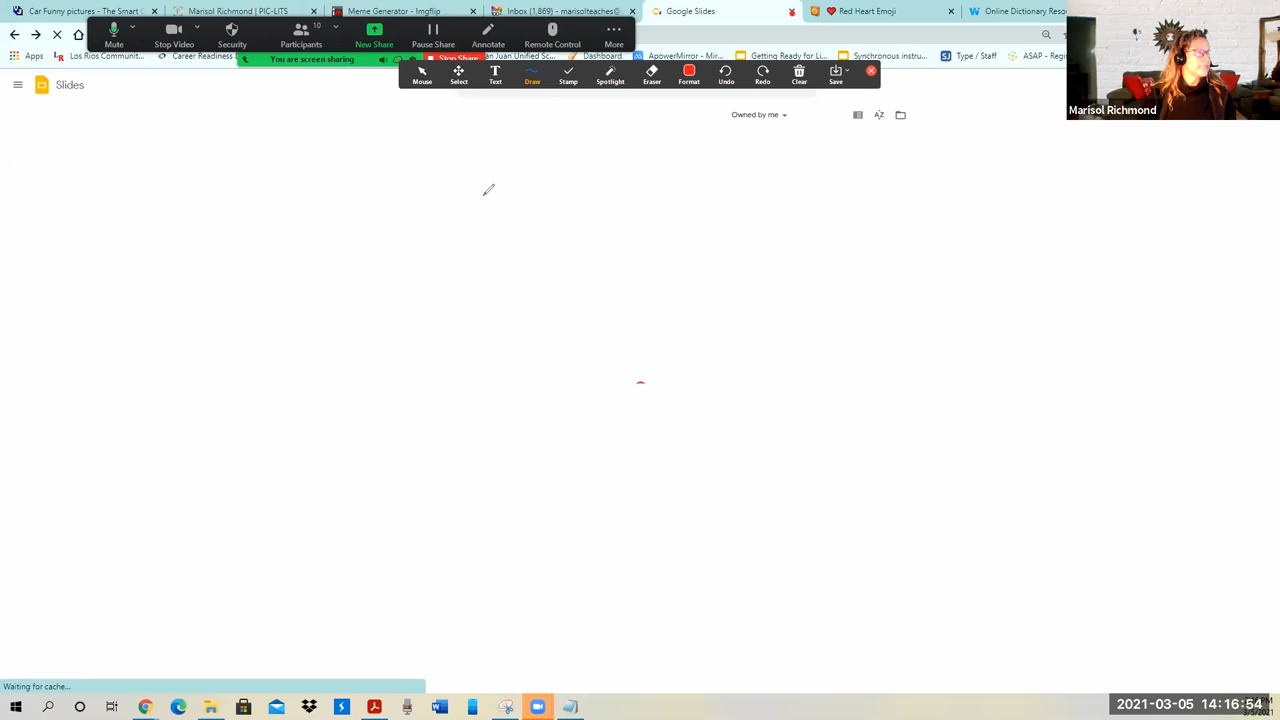 Car Funny pictures - The Smart C
Marisol Richmond | PIC-LITS
Meme Generator - Imgflip
Inbox (1,869) - marisolteaches@
Google Slides
Red Heart Emoji
Online Dictionary Reso
Mute
Stop Video
Security
Participants
10
New Share
Pause Share
Annotate
Remote Control
More
Apps
Los Rios Communit...
Career Readiness
You are screen sharing
Stop Share
an Juan Unified Sc...
Dashboard
ApowerMirror - Mir...
Getting Ready for Li...
Synchronous instru...
Type / Staff
ASAP - Regis
Mouse
Select
Text
Draw
Stamp
Spotlight
Eraser
Format
Undo
Redo
Clear
Save
Slides
Owned by me
Marisol Richmond
Waiting for cache...
2021-03-05 14:16:54